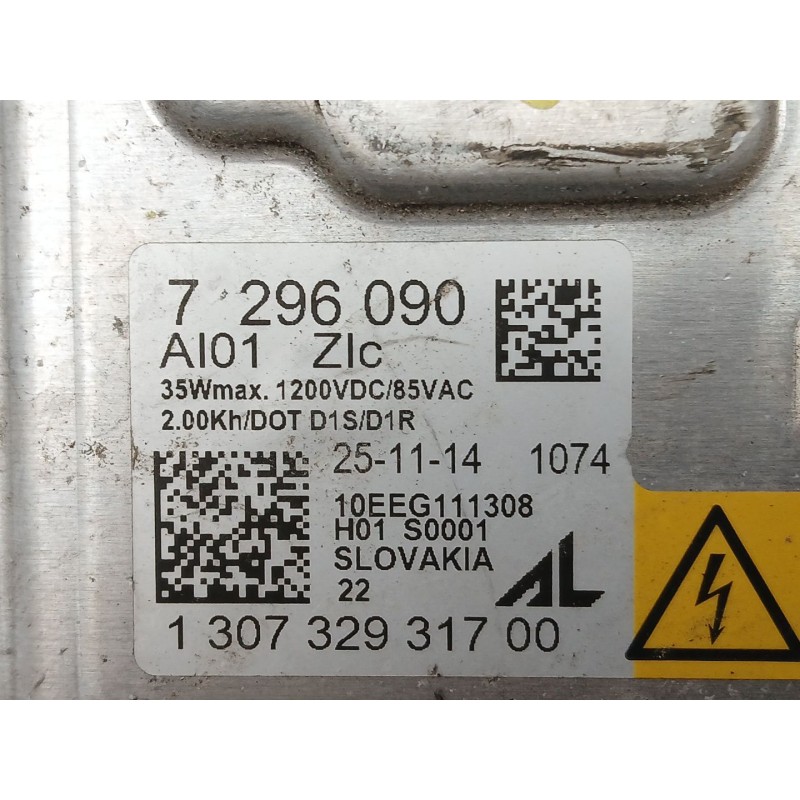 7 296 090
AI01 ZIc
35Wmax. 1200VDC/85VAC
2.00Kh/DOT D1S/D1R
25-11-14 1074
10EEG111308
H01 S0001
SLOVAKIA
22
AL
1 307 329 317 00